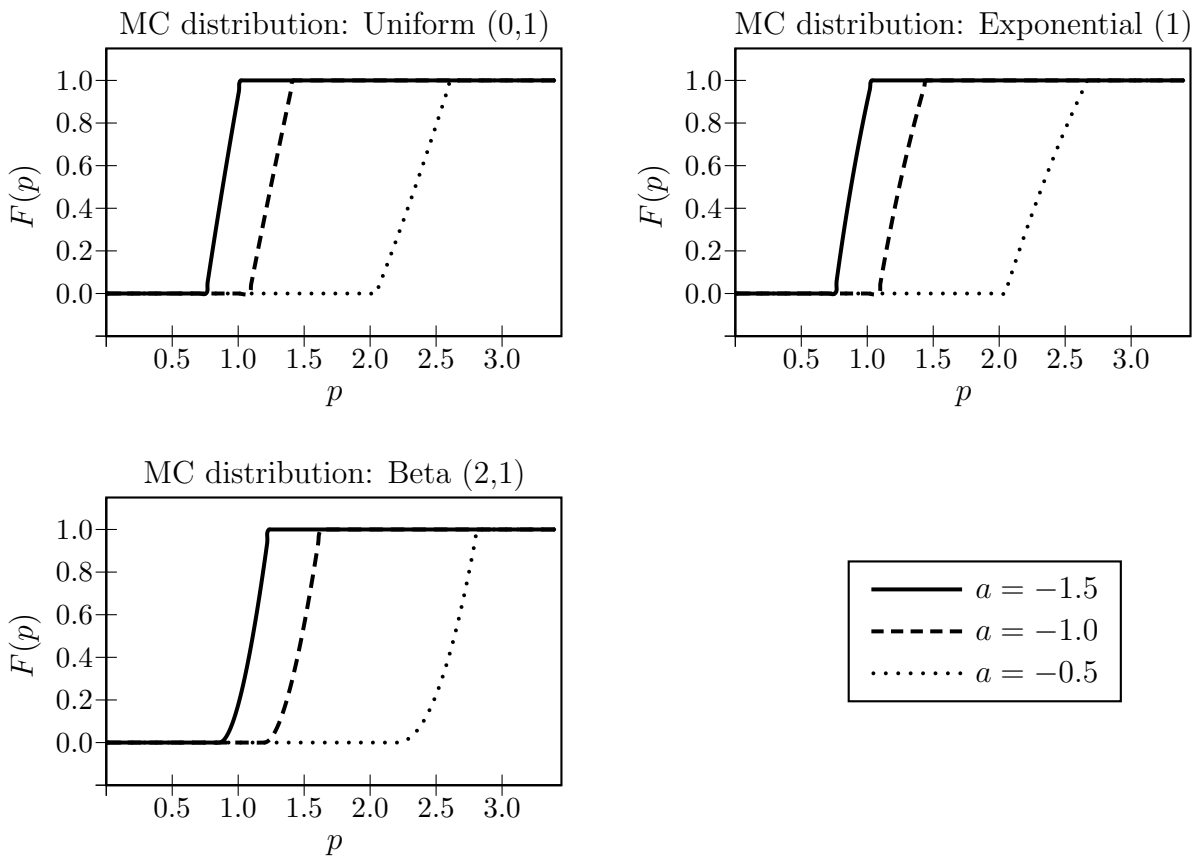 MC distribution: Uniform (0,1)
1.0
0.8
0.6
0.4
0.2
0.0
F(p)
0.5 1.0 1.5 2.0 2.5 3.0
p
MC distribution: Exponential (1)
1.0
0.8
0.6
0.4
0.2
0.0
F(p)
0.5 1.0 1.5 2.0 2.5 3.0
p
MC distribution: Beta (2,1)
1.0
0.8
0.6
0.4
0.2
0.0
F(p)
0.5 1.0 1.5 2.0 2.5 3.0
p
a = −1.5
a = −1.0
a = −0.5